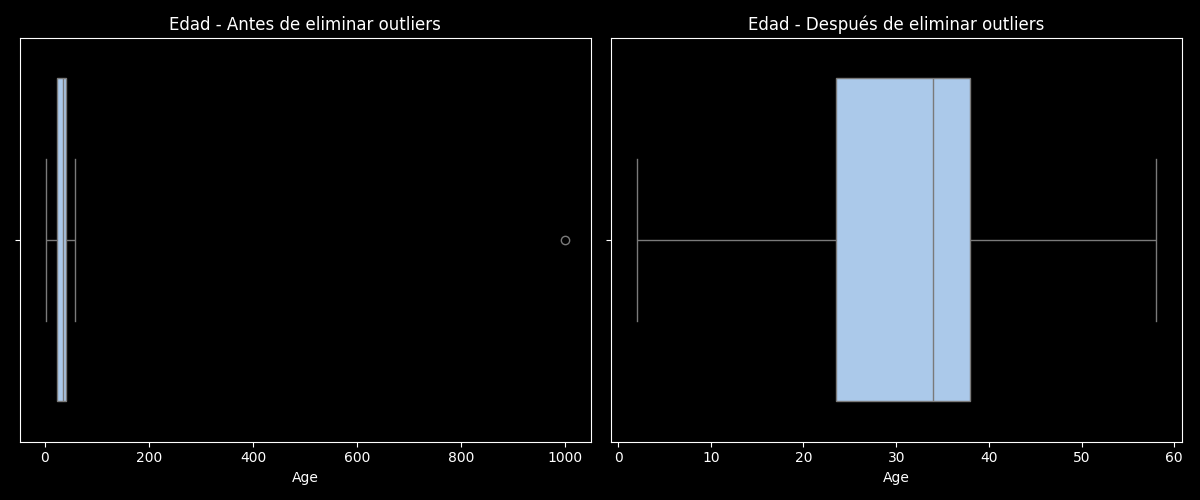 Edad - Antes de eliminar outliers
0 200 400 600 800 1000
Age
Edad - Después de eliminar outliers
0 10 20 30 40 50 60
Age